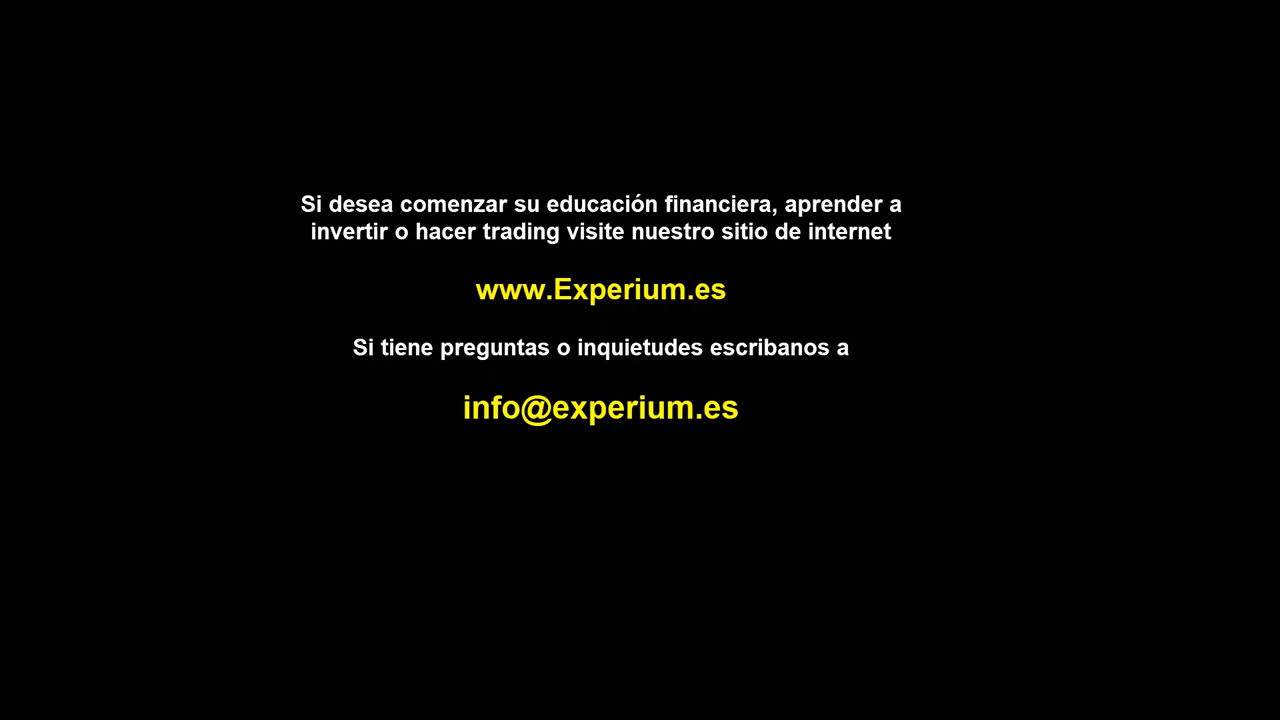 Si desea comenzar su educación financiera, aprender a
invertir o hacer trading visite nuestro sitio de internet
www.Experium.es
Si tiene preguntas o inquietudes escribanos a
info@experium.es